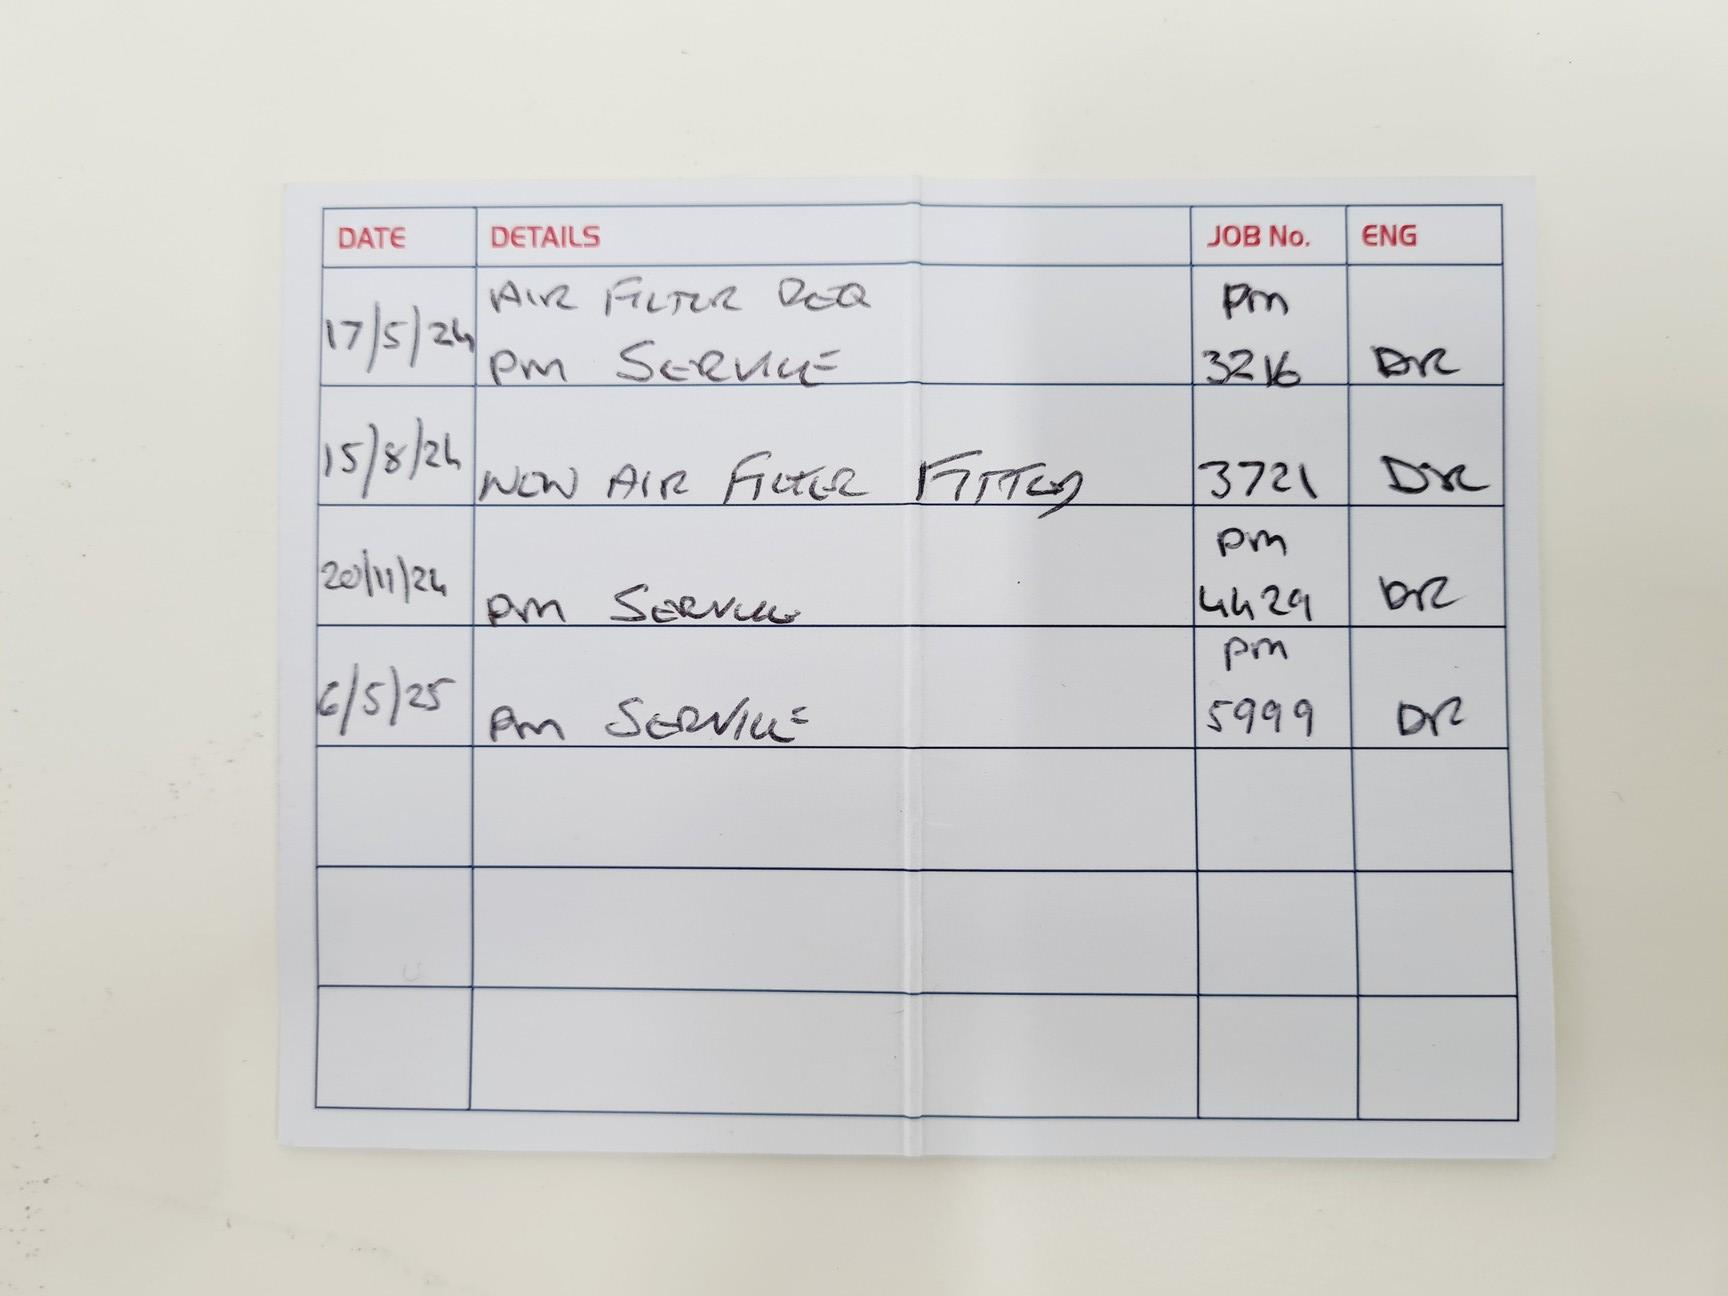 DATE DETAILS JOB No. ENG
AIR FILTER REQ pm
17/5/24 pm SERVICE 3216 DR
15/8/24 NEW AIR FILTER FITTED 3721 DR
pm
20/11/24 pm SERVICE 4429 DR
pm
6/5/25 pm SERVICE 5999 DR